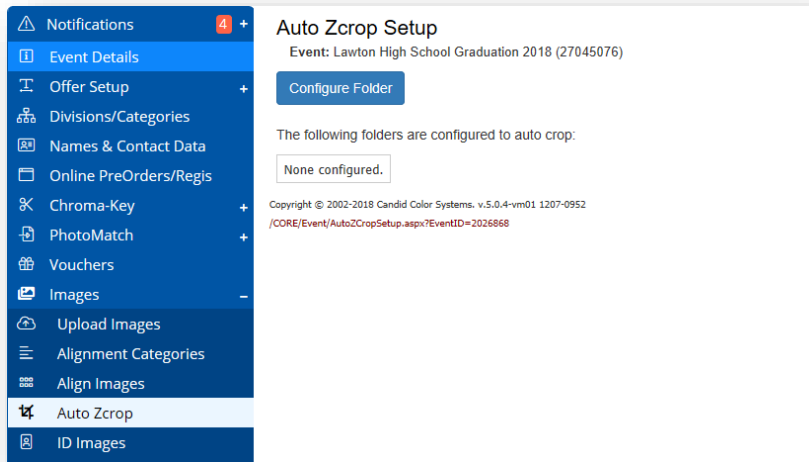 Notifications 4 +
Event Details
Offer Setup +
Divisions/Categories
Names & Contact Data
Online PreOrders/Regis
Chroma-Key +
PhotoMatch +
Vouchers
Images –
Upload Images
Alignment Categories
Align Images
Auto Zcrop
ID Images
Auto Zcrop Setup
Event: Lawton High School Graduation 2018 (27045076)
Configure Folder
The following folders are configured to auto crop:
None configured.
Copyright © 2002-2018 Candid Color Systems. v.5.0.4-vm01 1207-0952
/CORE/Event/AutoZCropSetup.aspx?EventID=2026868